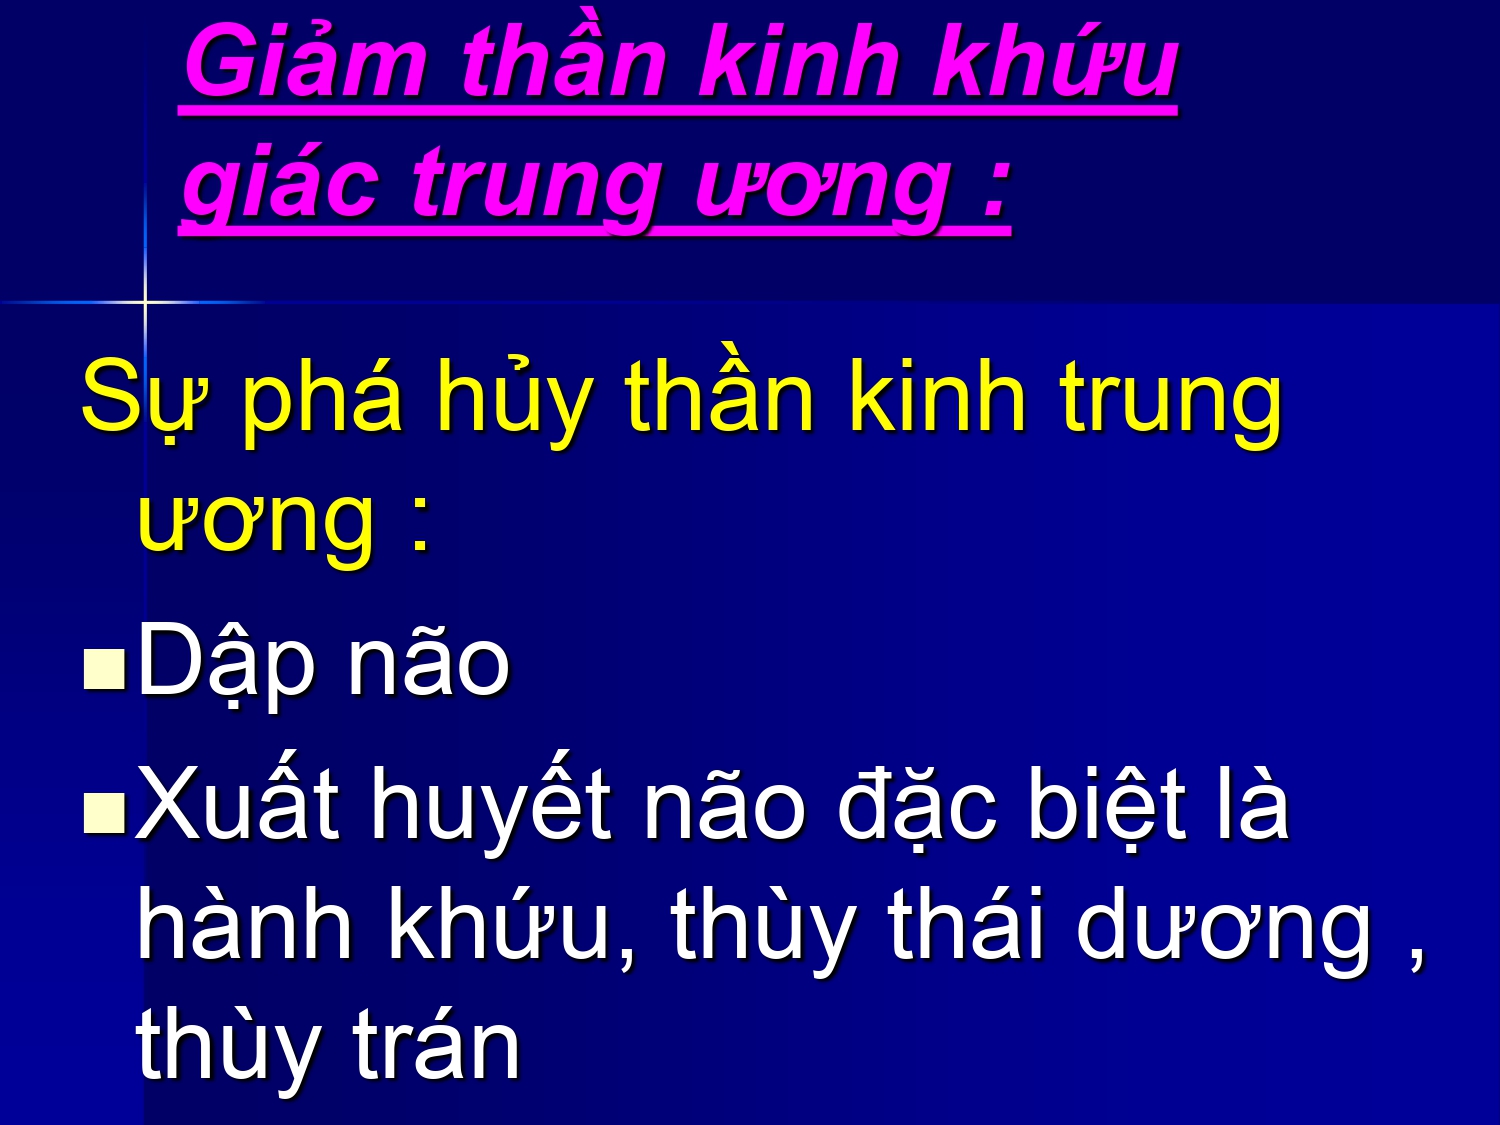 Giảm thần kinh khứu
giác trung ương :
Sự phá hủy thần kinh trung
ương :
Dập não
Xuất huyết não đặc biệt là
hành khứu, thùy thái dương ,
thùy trán